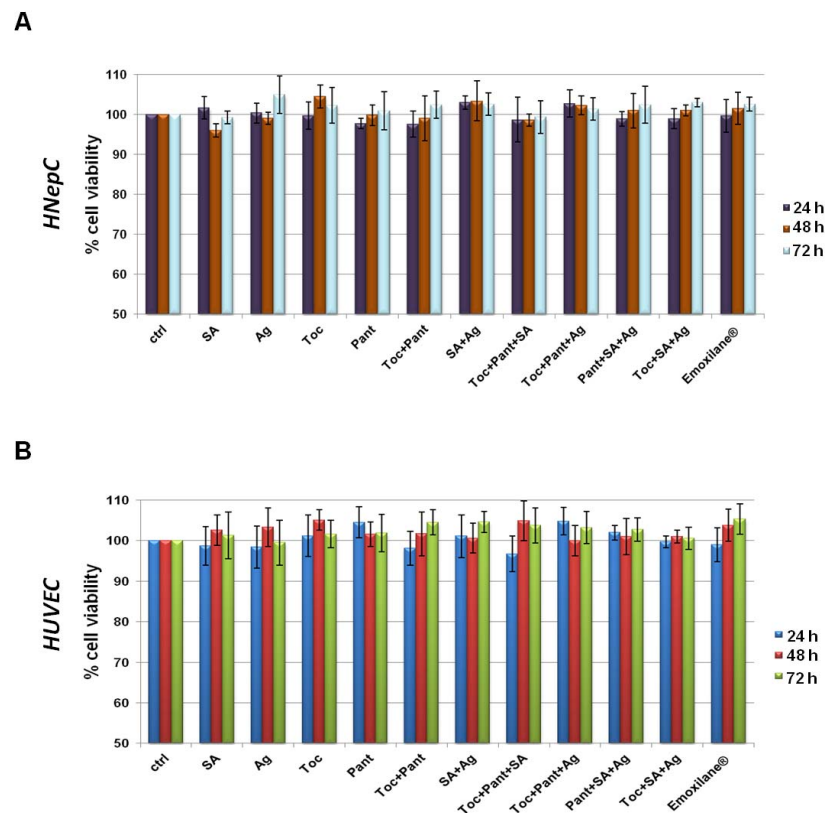 A
HNepC
% cell viability
110
100
90
80
70
60
50
ctrl
SA
Ag
Toc
Pant
Toc+Pant
SA+Ag
Toc+Pant+SA
Toc+Pant+Ag
Pant+SA+Ag
Toc+SA+Ag
Emoxilane®
24 h
48 h
72 h
B
HUVEC
% cell viability
110
100
90
80
70
60
50
ctrl
SA
Ag
Toc
Pant
Toc+Pant
SA+Ag
Toc+Pant+SA
Toc+Pant+Ag
Pant+SA+Ag
Toc+SA+Ag
Emoxilane®
24 h
48 h
72 h